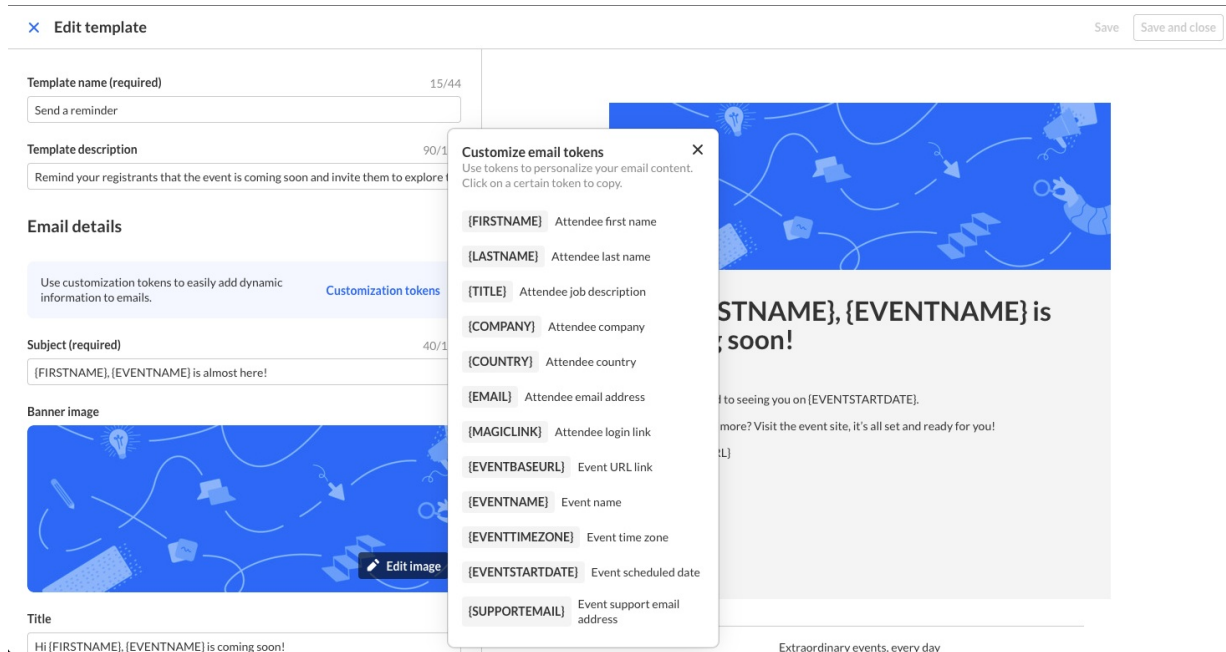 Edit template
Save
Save and close
Template name (required)
15/44
Send a reminder
Template description
90/1
Remind your registrants that the event is coming soon and invite them to explore
Email details
Use customization tokens to easily add dynamic
information to emails.
Customization tokens
Subject (required)
40/1
{FIRSTNAME}, {EVENTNAME} is almost here!
Banner image
Edit image
Title
Hi {FIRSTNAME}, {EVENTNAME} is coming soon!
Customize email tokens
Use tokens to personalize your email content.
Click on a certain token to copy.
{FIRSTNAME} Attendee first name
{LASTNAME} Attendee last name
{TITLE} Attendee job description
{COMPANY} Attendee company
{COUNTRY} Attendee country
{EMAIL} Attendee email address
{MAGICLINK} Attendee login link
{EVENTBASEURL} Event URL link
{EVENTNAME} Event name
{EVENTTIMEZONE} Event time zone
{EVENTSTARTDATE} Event scheduled date
{SUPPORTEMAIL} Event support email
address
STNAME}, {EVENTNAME} is
soon!
to seeing you on {EVENTSTARTDATE}.
more? Visit the event site, it's all set and ready for you!
Extraordinary events, every day